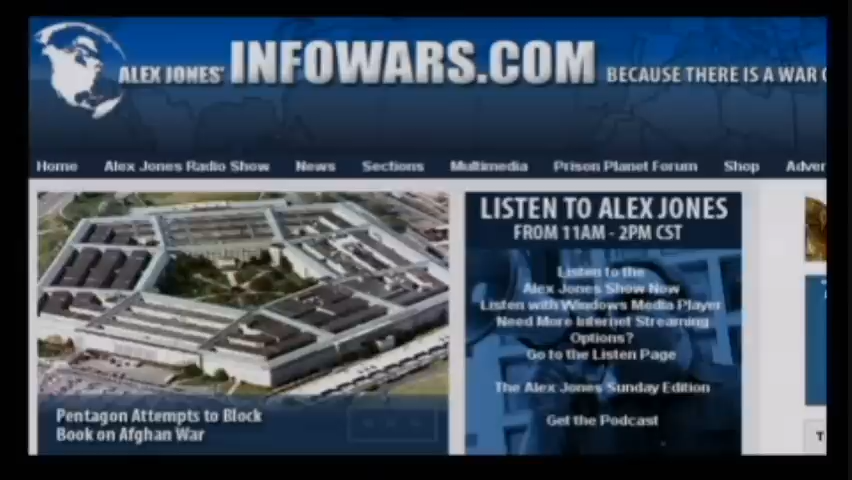 ALEX JONES' INFOWARS.COM BECAUSE THERE IS A WAR
Home Alex Jones Radio Show News Sections Multimedia Prison Planet Forum Shop Adver
LISTEN TO ALEX JONES
FROM 11AM - 2PM CST
Listen to the
Alex Jones Show Now
Listen with Windows Media Player
Need More Internet Streaming
Options?
Go to the Listen Page
The Alex Jones Sunday Edition
Get the Podcast
Pentagon Attempts to Block
Book on Afghan War
T